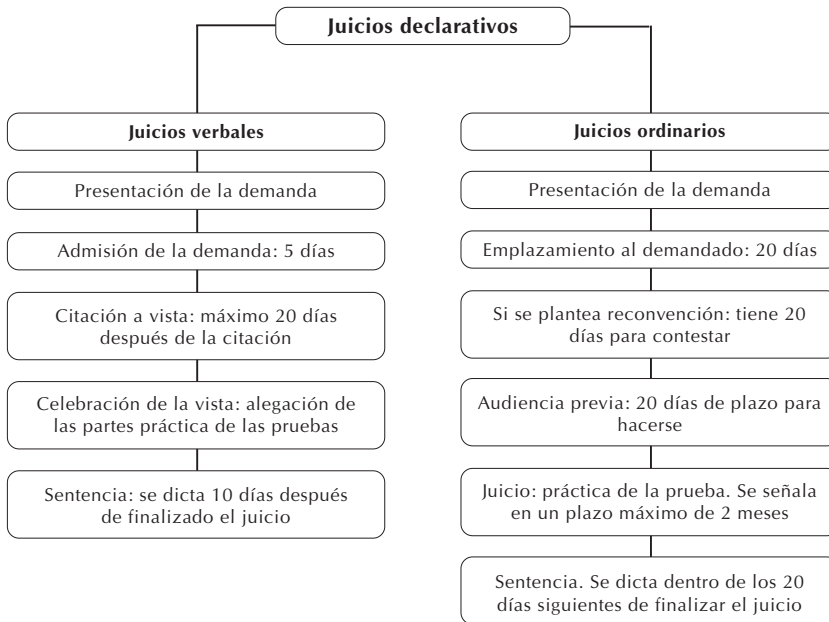 Juicios declarativos
Juicios verbales
Presentación de la demanda
Admisión de la demanda: 5 días
Citación a vista: máximo 20 días
después de la citación
Celebración de la vista: alegación de
las partes práctica de las pruebas
Sentencia: se dicta 10 días después
de finalizado el juicio
Juicios ordinarios
Presentación de la demanda
Emplazamiento al demandado: 20 días
Si se plantea reconvención: tiene 20
días para contestar
Audiencia previa: 20 días de plazo para
hacerse
Juicio: práctica de la prueba. Se señala
en un plazo máximo de 2 meses
Sentencia. Se dicta dentro de los 20
días siguientes de finalizar el juicio